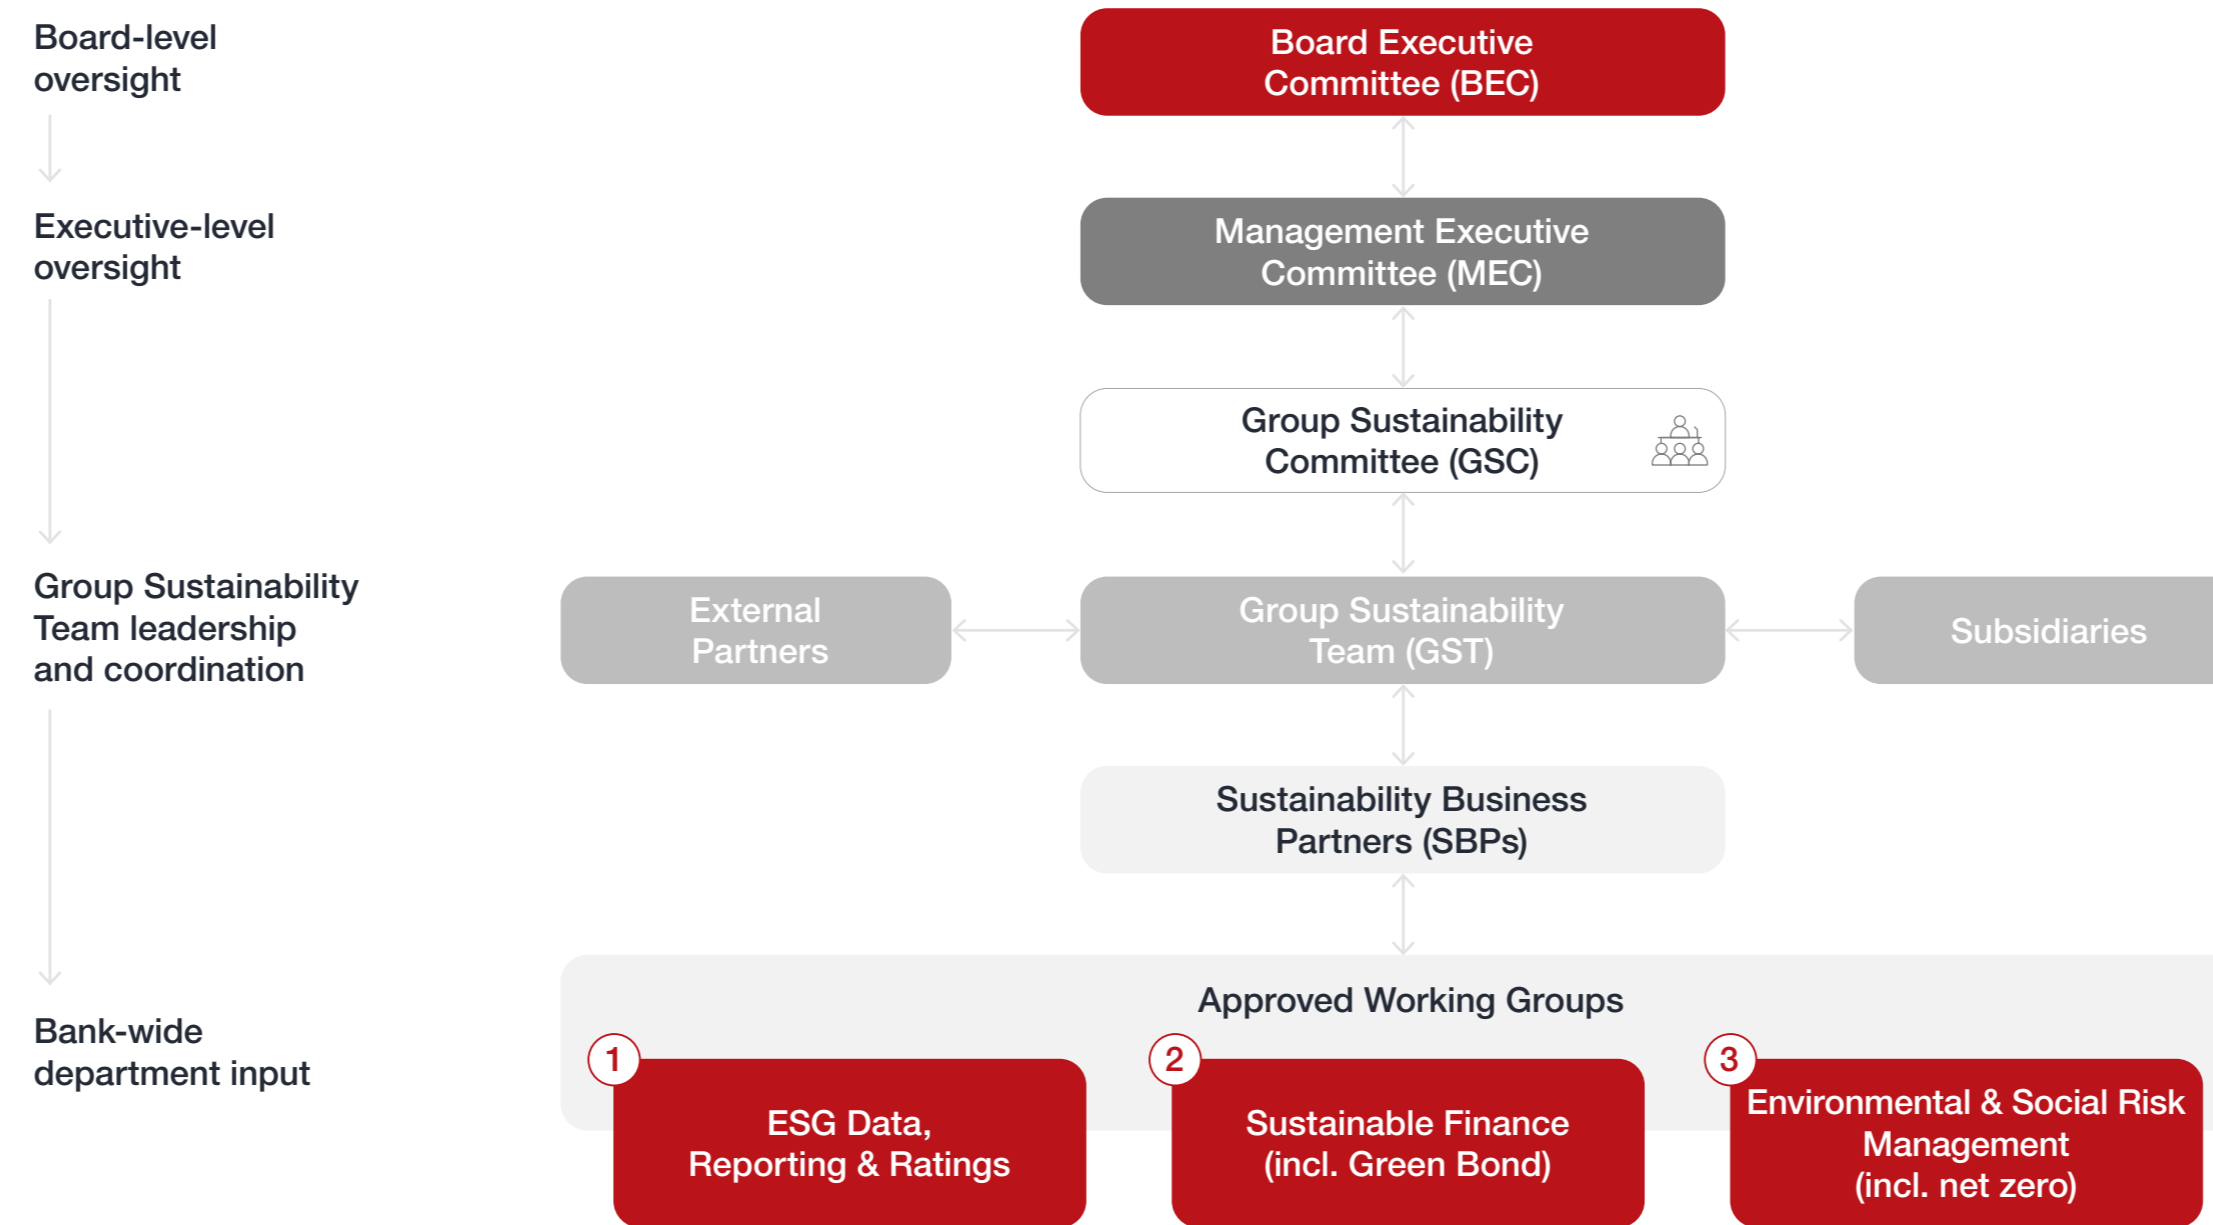 Board-level
oversight
Board Executive
Committee (BEC)
Executive-level
oversight
Management Executive
Committee (MEC)
Group Sustainability
Committee (GSC)
Group Sustainability
Team leadership
and coordination
External
Partners
Group Sustainability
Team (GST)
Subsidiaries
Sustainability Business
Partners (SBPs)
Bank-wide
department input
Approved Working Groups
1
ESG Data,
Reporting & Ratings
2
Sustainable Finance
(incl. Green Bond)
3
Environmental & Social Risk
Management
(incl. net zero)